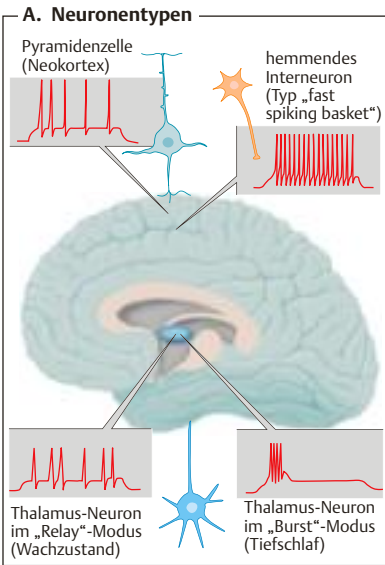 A. Neuronentypen
Pyramidenzelle
(Neokortex)
hemmendes
Interneuron
(Typ „fast
spiking basket“)
Thalamus-Neuron
im „Relay“-Modus
(Wachzustand)
Thalamus-Neuron
im „Burst“-Modus
(Tiefschlaf)